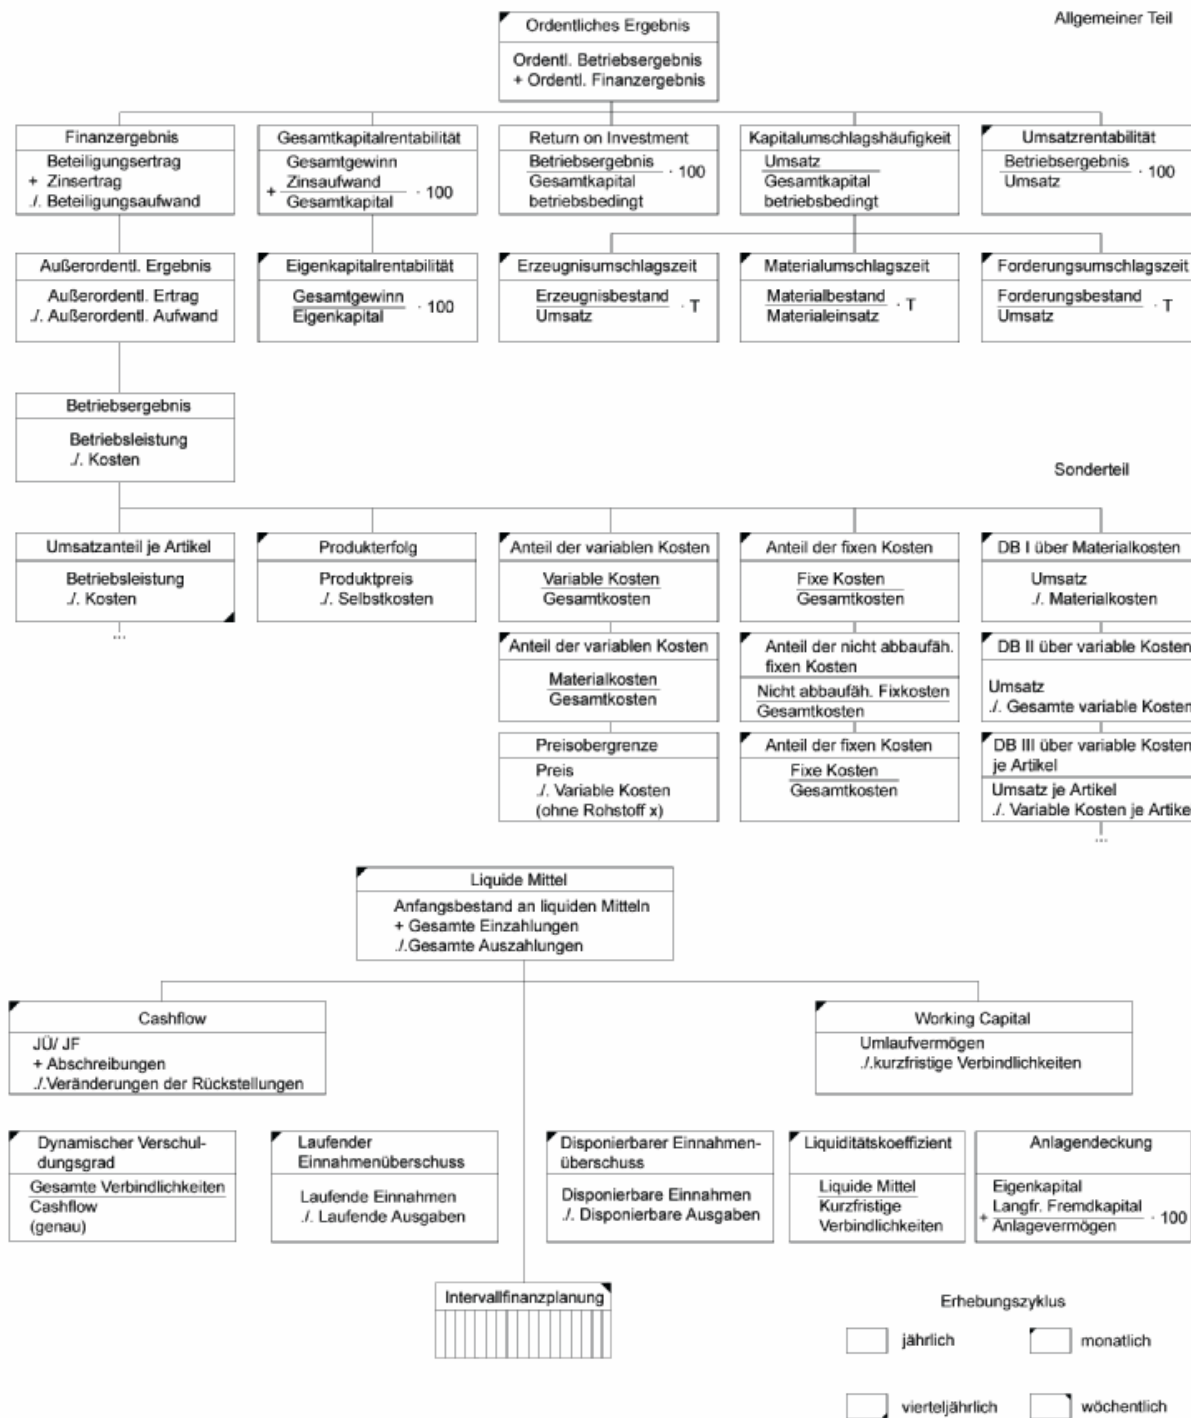 Allgemeiner Teil
Ordentliches Ergebnis
Ordentl. Betriebsergebnis
+ Ordentl. Finanzergebnis
Finanzergebnis
Beteiligungsertrag
+ Zinsertrag
./. Beteiligungsaufwand
Gesamtkapitalrentabilität
Gesamtgewinn
+ Zinsaufwand
Gesamtkapital · 100
Return on Investment
Betriebsergebnis
Gesamtkapital · 100
betriebsbedingt
Kapitalumschlagshäufigkeit
Umsatz
Gesamtkapital
betriebsbedingt
Umsatzrentabilität
Betriebsergebnis
Umsatz · 100
Außerordentl. Ergebnis
Außerordentl. Ertrag
./. Außerordentl. Aufwand
Eigenkapitalrentabilität
Gesamtgewinn
Eigenkapital · 100
Erzeugnisumschlagszeit
Erzeugnisbestand
Umsatz · T
Materialumschlagszeit
Materialbestand
Materialeinsatz · T
Forderungsumschlagszeit
Forderungsbestand
Umsatz · T
Betriebsergebnis
Betriebsleistung
./. Kosten
Sonderteil
Umsatzanteil je Artikel
Betriebsleistung
./. Kosten
...
Produkterfolg
Produktpreis
./. Selbstkosten
Anteil der variablen Kosten
Variable Kosten
Gesamtkosten
Anteil der fixen Kosten
Fixe Kosten
Gesamtkosten
DB I über Materialkosten
Umsatz
./. Materialkosten
Anteil der variablen Kosten
Materialkosten
Gesamtkosten
Anteil der nicht abbaufäh.
fixen Kosten
Nicht abbaufäh. Fixkosten
Gesamtkosten
DB II über variable Kosten
Umsatz
./. Gesamte variable Kosten
Preisobergrenze
Preis
./. Variable Kosten
(ohne Rohstoff x)
Anteil der fixen Kosten
Fixe Kosten
Gesamtkosten
DB III über variable Kosten
je Artikel
Umsatz je Artikel
./. Variable Kosten je Artikel
...
Liquide Mittel
Anfangsbestand an liquiden Mitteln
+ Gesamte Einzahlungen
./.Gesamte Auszahlungen
Cashflow
JÜ/ JF
+ Abschreibungen
./.Veränderungen der Rückstellungen
Working Capital
Umlaufvermögen
./.kurzfristige Verbindlichkeiten
Dynamischer Verschul-
dungsgrad
Gesamte Verbindlichkeiten
Cashflow
(genau)
Laufender
Einnahmenüberschuss
Laufende Einnahmen
./. Laufende Ausgaben
Disponierbarer Einnahmen-
überschuss
Disponierbare Einnahmen
./. Disponierbare Ausgaben
Liquiditätskoeffizient
Liquide Mittel
Kurzfristige
Verbindlichkeiten
Anlagendeckung
Eigenkapital
+ Langfr. Fremdkapital
Anlagevermögen · 100
Intervallfinanzplanung
Erhebungszyklus
jährlich
monatlich
vierteljährlich
wöchentlich